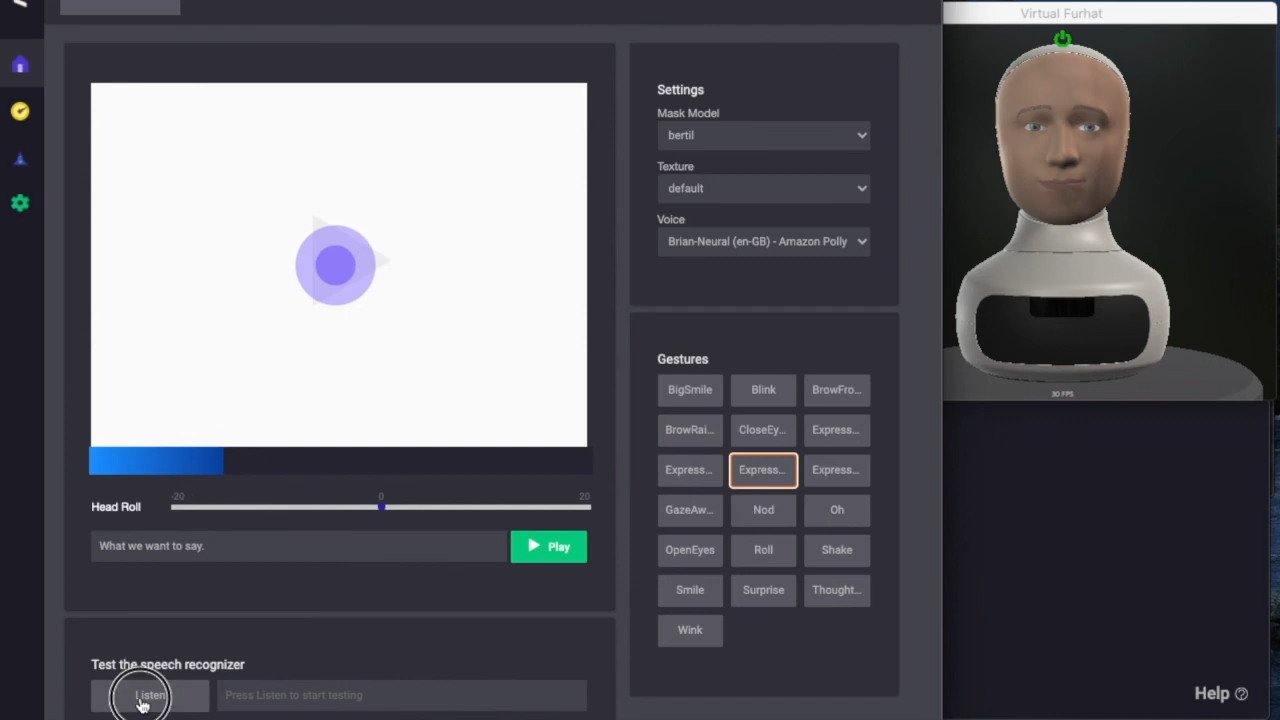 Virtual Furhat
Settings
Mask Model
bertil
Texture
default
Voice
Brian-Neural (en-GB) - Amazon Polly
Gestures
BigSmile Blink BrowFro...
BrowRai... CloseEy... Express...
Express... Express... Express...
GazeAw... Nod Oh
OpenEyes Roll Shake
Smile Surprise Thought...
Wink
-20 0 20
Head Roll
What we want to say. Play
Test the speech recognizer
Listen Press Listen to start testing
30 FPS
Help